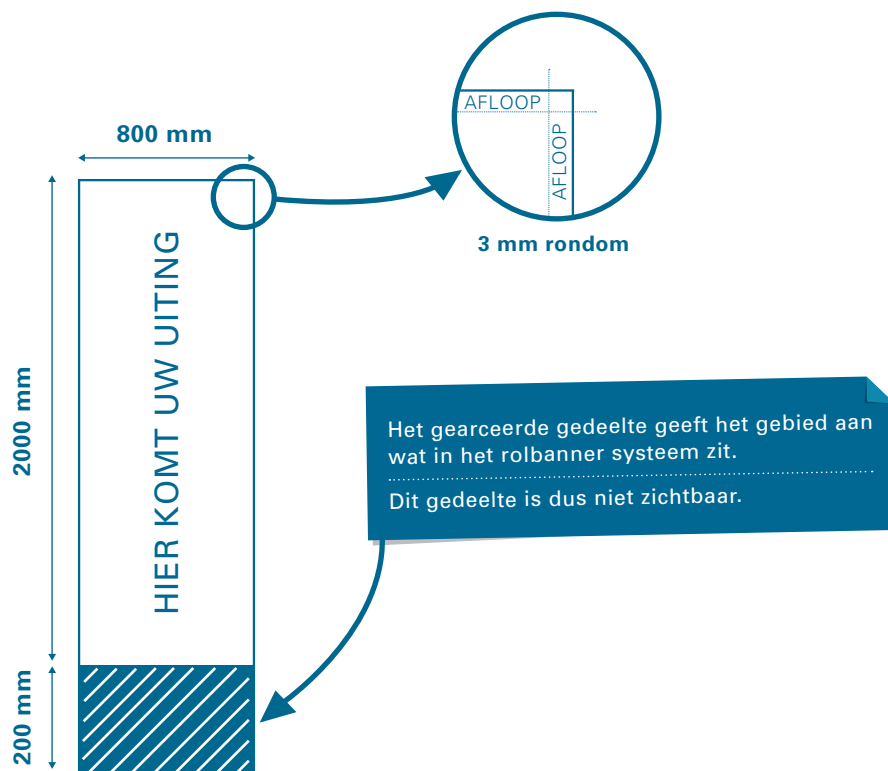 800 mm
AFLOOP
AFLOOP
3 mm rondom
HIER KOMT UW UITING
2000 mm
Het gearceerde gedeelte geeft het gebied aan
wat in het rolbanner systeem zit.
Dit gedeelte is dus niet zichtbaar.
200 mm